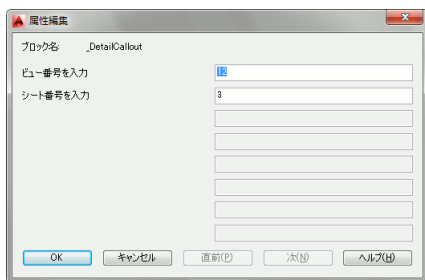 属性編集
ブロック名: _DetailCallout
ビュー番号を入力 12
シート番号を入力 3
OK キャンセル 直前(P) 次(N) ヘルプ(H)